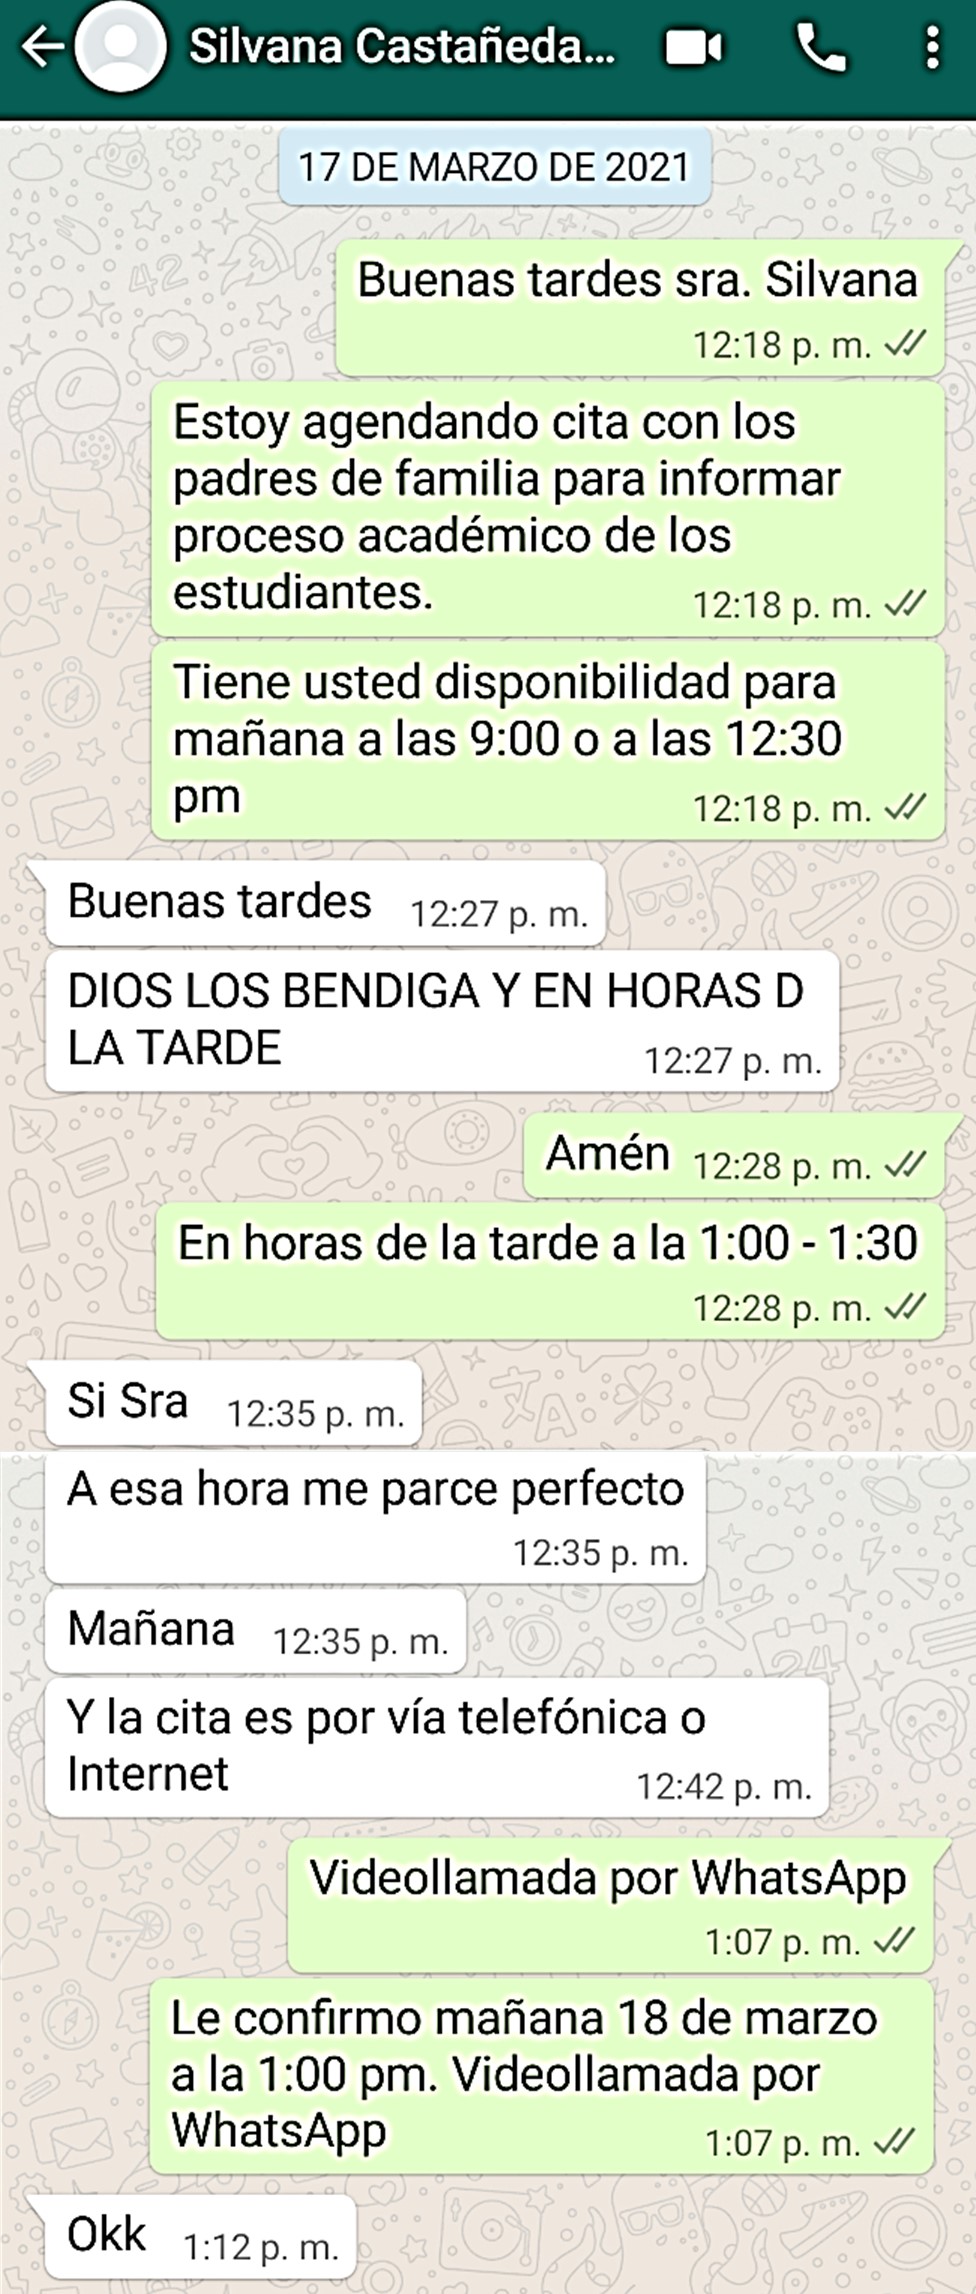 Silvana Castañeda...
17 DE MARZO DE 2021
Buenas tardes sra. Silvana
12:18 p. m.
Estoy agendando cita con los
padres de familia para informar
proceso académico de los
estudiantes.
12:18 p. m.
Tiene usted disponibilidad para
mañana a las 9:00 o a las 12:30
pm
12:18 p. m.
Buenas tardes
12:27 p. m.
DIOS LOS BENDIGA Y EN HORAS D
LA TARDE
12:27 p. m.
Amén
12:28 p. m.
En horas de la tarde a la 1:00 - 1:30
12:28 p. m.
Si Sra
12:35 p. m.
A esa hora me parce perfecto
12:35 p. m.
Mañana
12:35 p. m.
Y la cita es por vía telefónica o
Internet
12:42 p. m.
Videollamada por WhatsApp
1:07 p. m.
Le confirmo mañana 18 de marzo
a la 1:00 pm. Videollamada por
WhatsApp
1:07 p. m.
Okk
1:12 p. m.